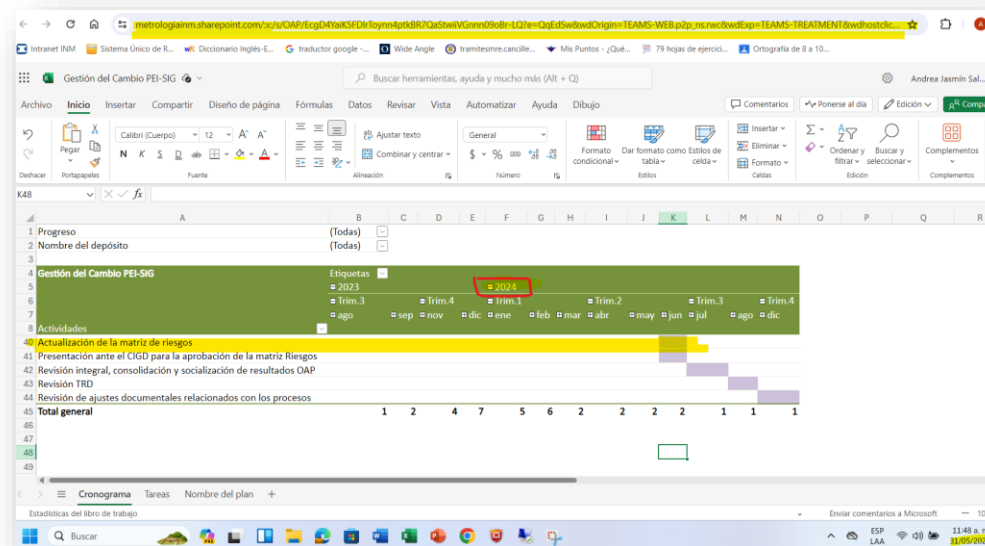 metrologiainm.sharepoint.com/:x:/s/OAP/EcgD4YaiK5FDlrToynn4ptkBR7QaStwiiVGnnn09oBr-LQ?e=QqEdSw&wdOrigin=TEAMS-WEB.p2p_ns.rwc&wdExp=TEAMS-TREATMENT&wdhostclic...
Intranet INM Sistema Único de R... Diccionario Inglés-E... traductor google -... Wide Angle tramitesmre.cancille... Mis Puntos - ¿Qué... 79 hojas de ejercici... Ortografía de 8 a 10...
Gestión del Cambio PEI-SIG Buscar herramientas, ayuda y mucho más (Alt + Q) Andrea Jasmín Sal...
Archivo Inicio Insertar Compartir Diseño de página Fórmulas Datos Revisar Vista Automatizar Ayuda Dibujo Comentarios Ponerse al día Edición Compa
Pegar Calibri (Cuerpo) 12 A A Ajustar texto General Formato condicional Dar formato como tabla Estilos de celda Insertar Ordenar y filtrar Buscar y seleccionar Complementos
N K S D ab A Combinar y centrar $ % 000 Eliminar
Formato
Deshacer Portapapeles Fuente Alineación Número Estilos Celdas Edición Complementos
K48 fx
A B C D E F G H I J K L M N O P Q R
1 Progreso (Todas)
2 Nombre del depósito (Todas)
3
4 Gestión del Cambio PEI-SIG Etiquetas
5 2023 2024
6 Trim.3 Trim.4 Trim.1 Trim.2 Trim.3 Trim.4
7 ago sep nov dic ene feb mar abr may jun jul ago dic
8 Actividades
40 Actualización de la matriz de riesgos
41 Presentación ante el CIGD para la aprobación de la matriz Riesgos
42 Revisión integral, consolidación y socialización de resultados OAP
43 Revisión TRD
44 Revisión de ajustes documentales relacionados con los procesos
45 Total general 1 2 4 7 5 6 2 2 2 2 1 1 1
46
47
48
49
Cronograma Tareas Nombre del plan +
Estadísticas del libro de trabajo Enviar comentarios a Microsoft 10
Buscar ESP LAA 11:48 a.
31/05/202